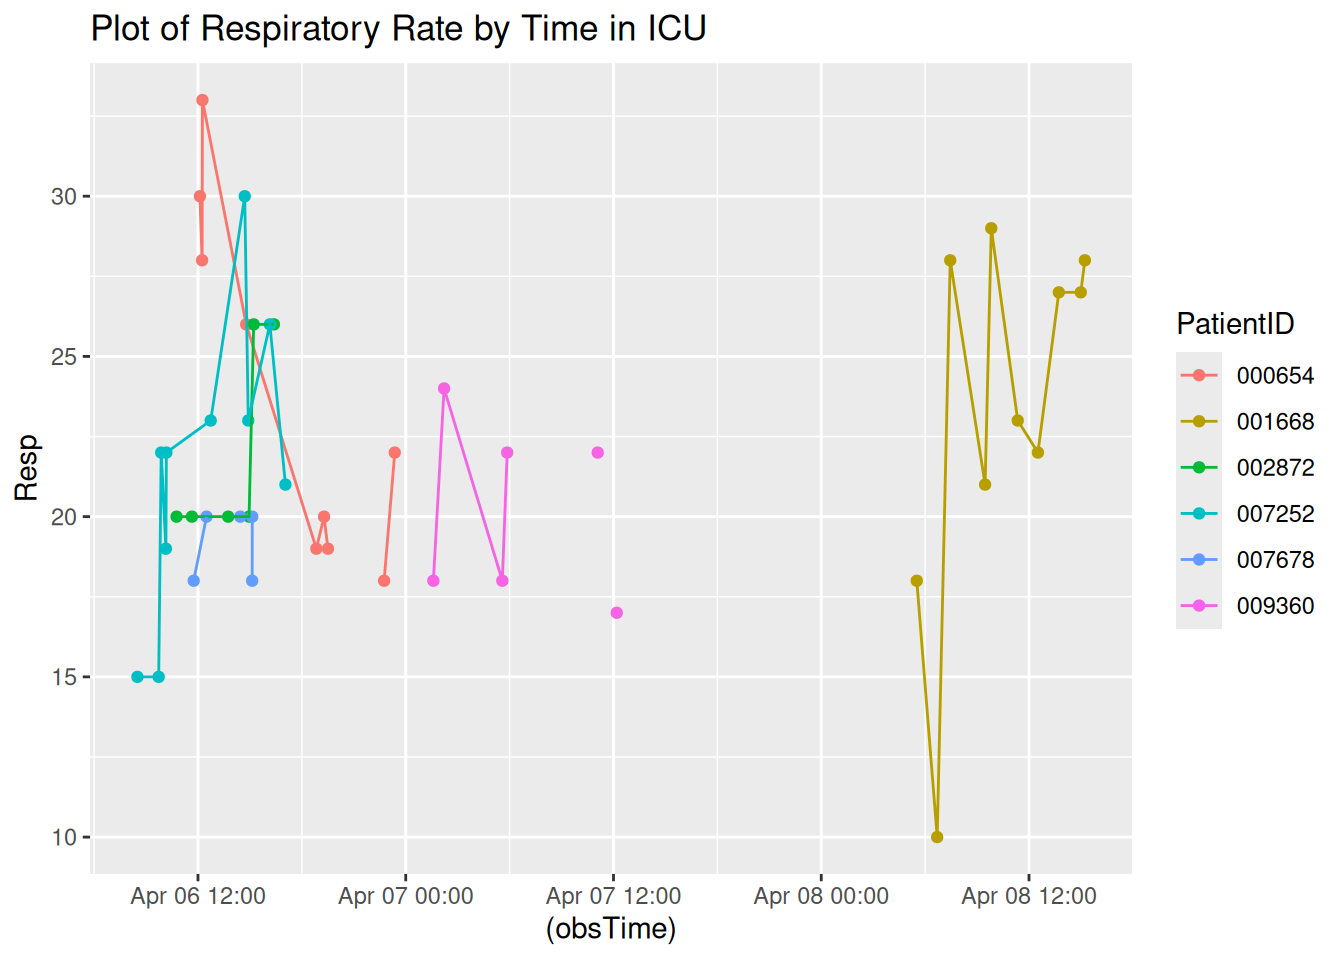 Plot of Respiratory Rate by Time in ICU
Resp
30
25
20
15
10
Apr 06 12:00
Apr 07 00:00
Apr 07 12:00
Apr 08 00:00
Apr 08 12:00
(obsTime)
PatientID
000654
001668
002872
007252
007678
009360